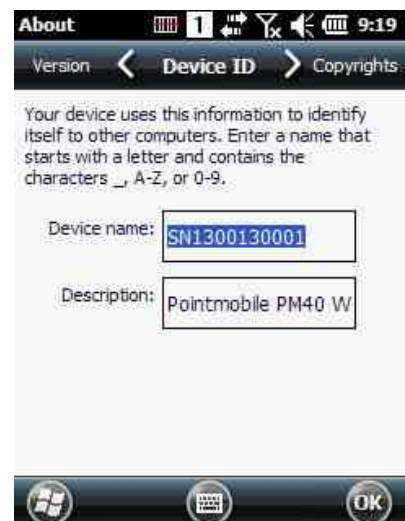 About 1 9:19
Version Device ID Copyrights
Your device uses this information to identify
itself to other computers. Enter a name that
starts with a letter and contains the
characters _, A-Z, or 0-9.
Device name: SN1300130001
Description: Pointmobile PM40 W
OK